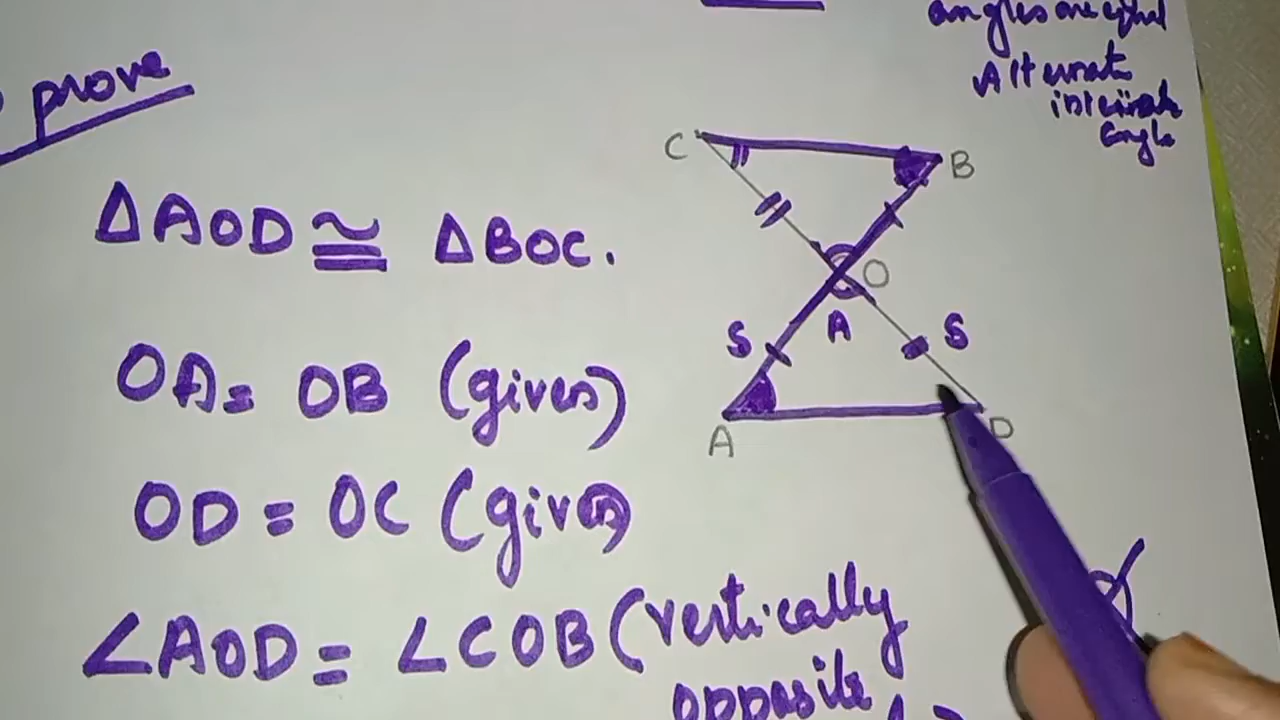 prove
angles are equal
Alternate
interior
angle
ΔAOD ≅ ΔBOC.
OA = OB (given)
OD = OC (given)
∠AOD = ∠COB (vertically
opposite
C
B
O
S
A
S
A
D